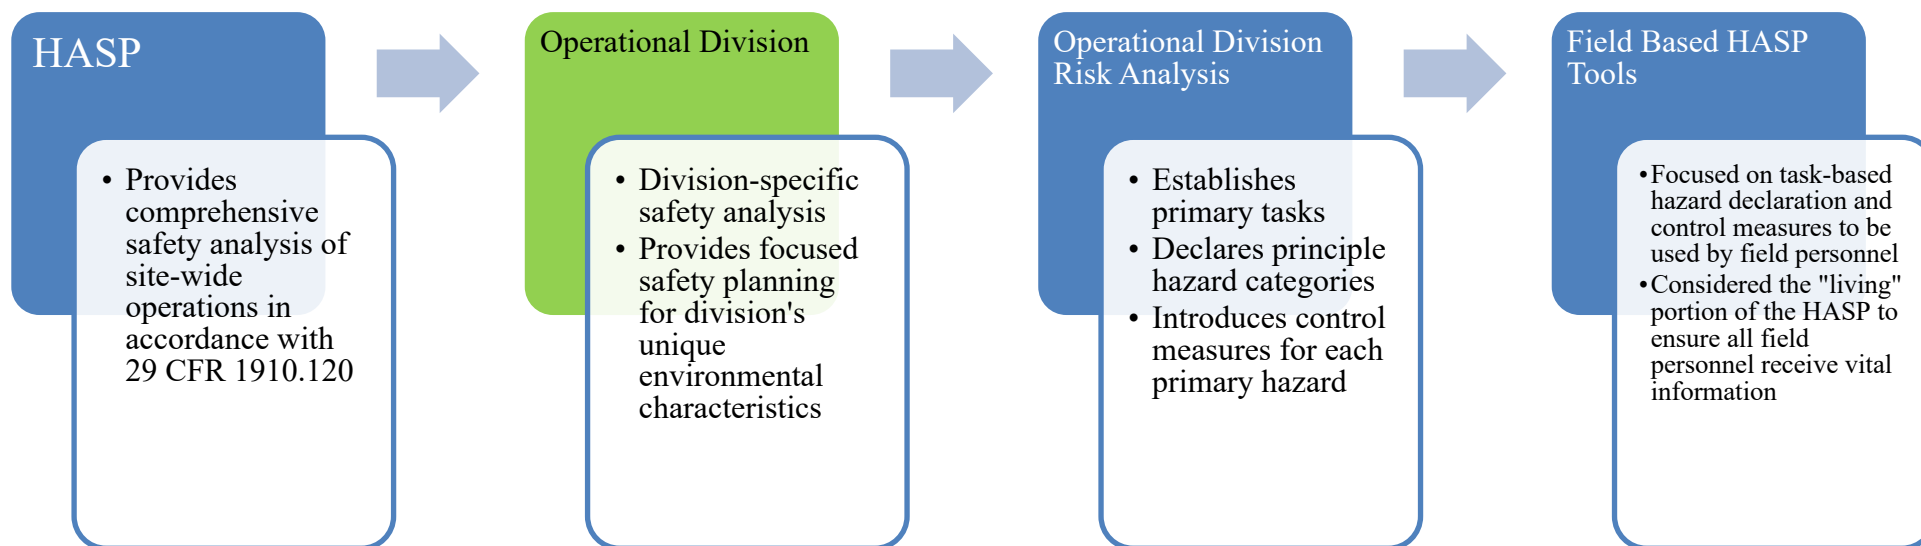 HASP
• Provides
comprehensive
safety analysis of
site-wide
operations in
accordance with
29 CFR 1910.120
Operational Division
• Division-specific
safety analysis
• Provides focused
safety planning
for division's
unique
environmental
characteristics
Operational Division
Risk Analysis
• Establishes
primary tasks
• Declares principle
hazard categories
• Introduces control
measures for each
primary hazard
Field Based HASP
Tools
•Focused on task-based
hazard declaration and
control measures to be
used by field personnel
•Considered the "living"
portion of the HASP to
ensure all field
personnel receive vital
information